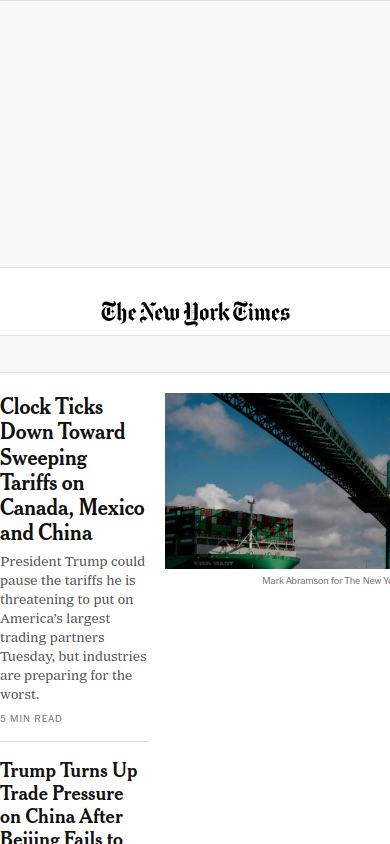 The New York Times
Clock Ticks
Down Toward
Sweeping
Tariffs on
Canada, Mexico
and China
President Trump could
pause the tariffs he is
threatening to put on
America's largest
trading partners
Tuesday, but industries
are preparing for the
worst.
5 MIN READ
Mark Abramson for The New Yo
Trump Turns Up
Trade Pressure
on China After
Beijing Fails to